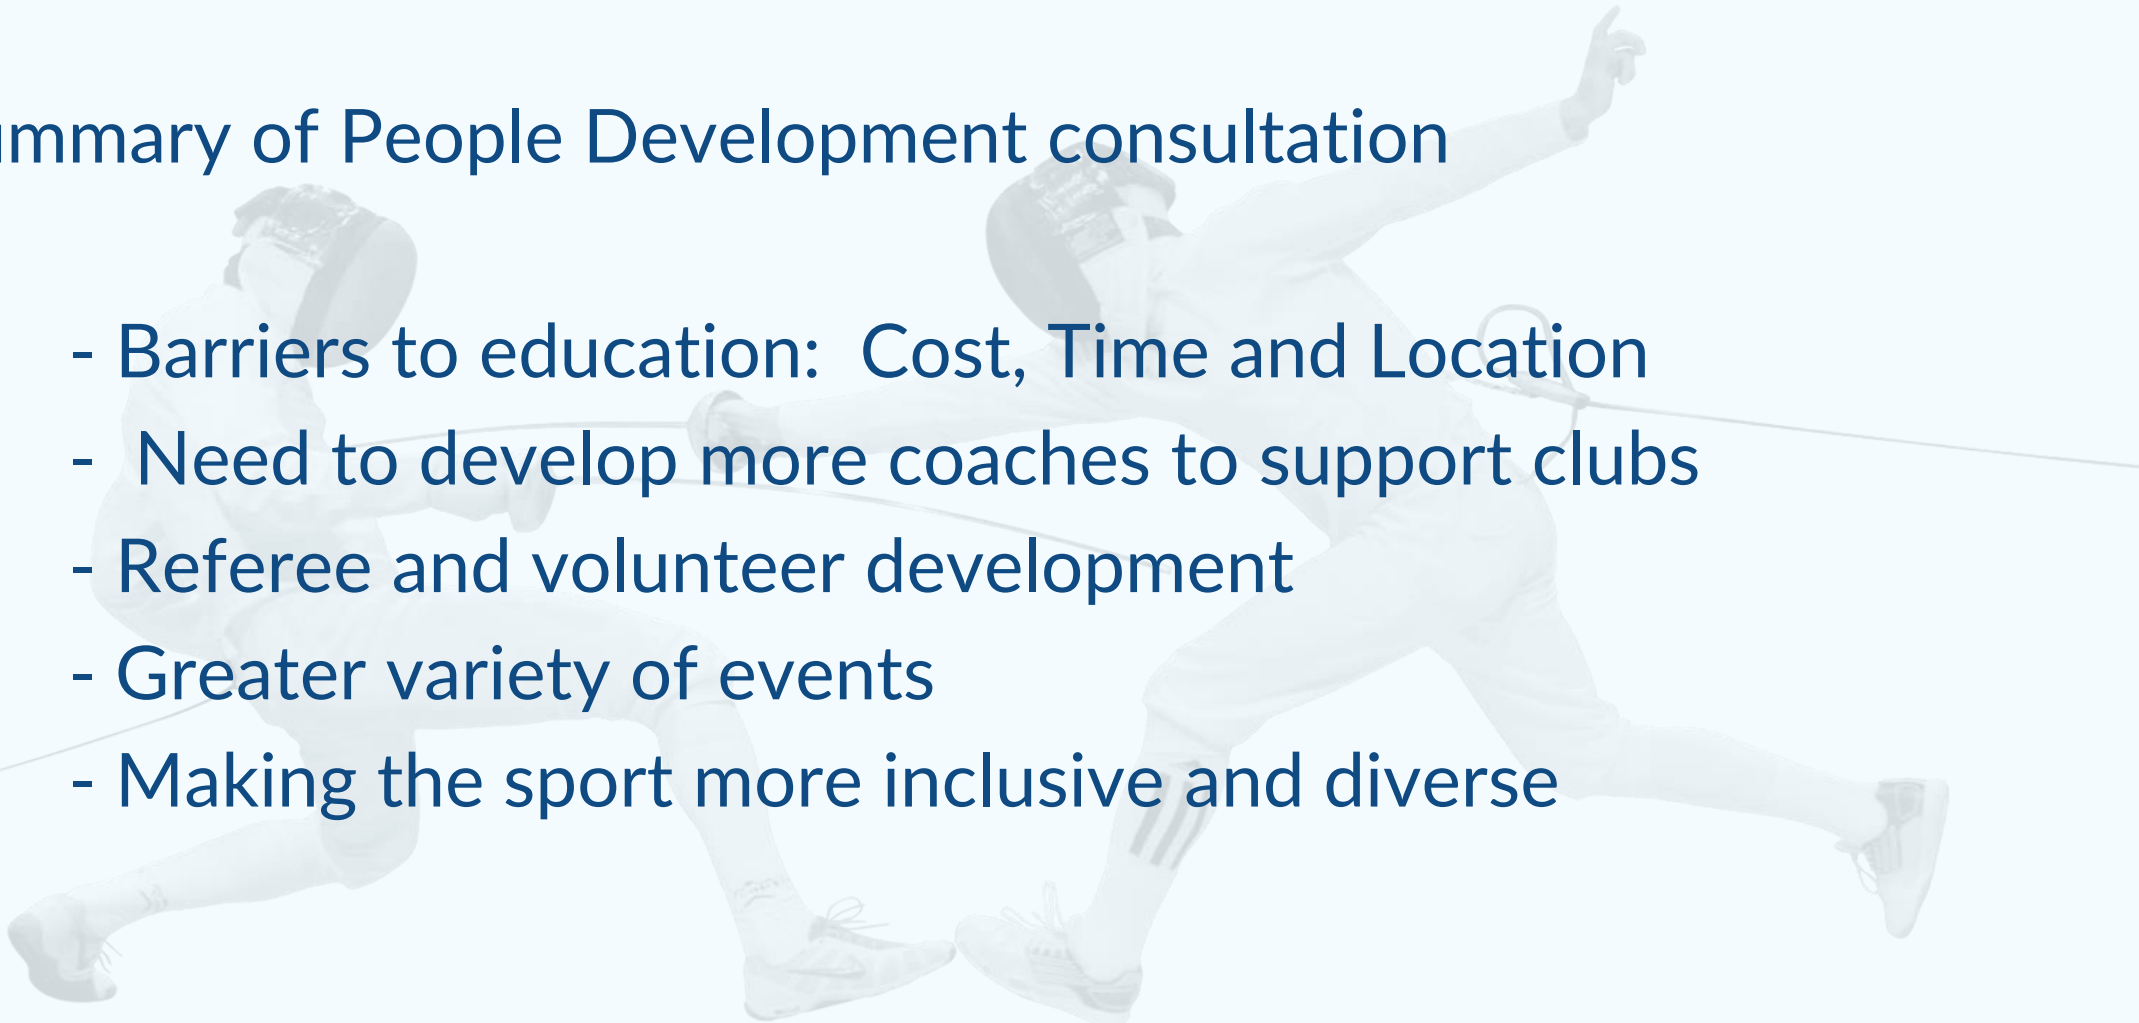 ummary of People Development consultation
- Barriers to education:  Cost, Time and Location
-  Need to develop more coaches to support clubs
- Referee and volunteer development
- Greater variety of events
- Making the sport more inclusive and diverse